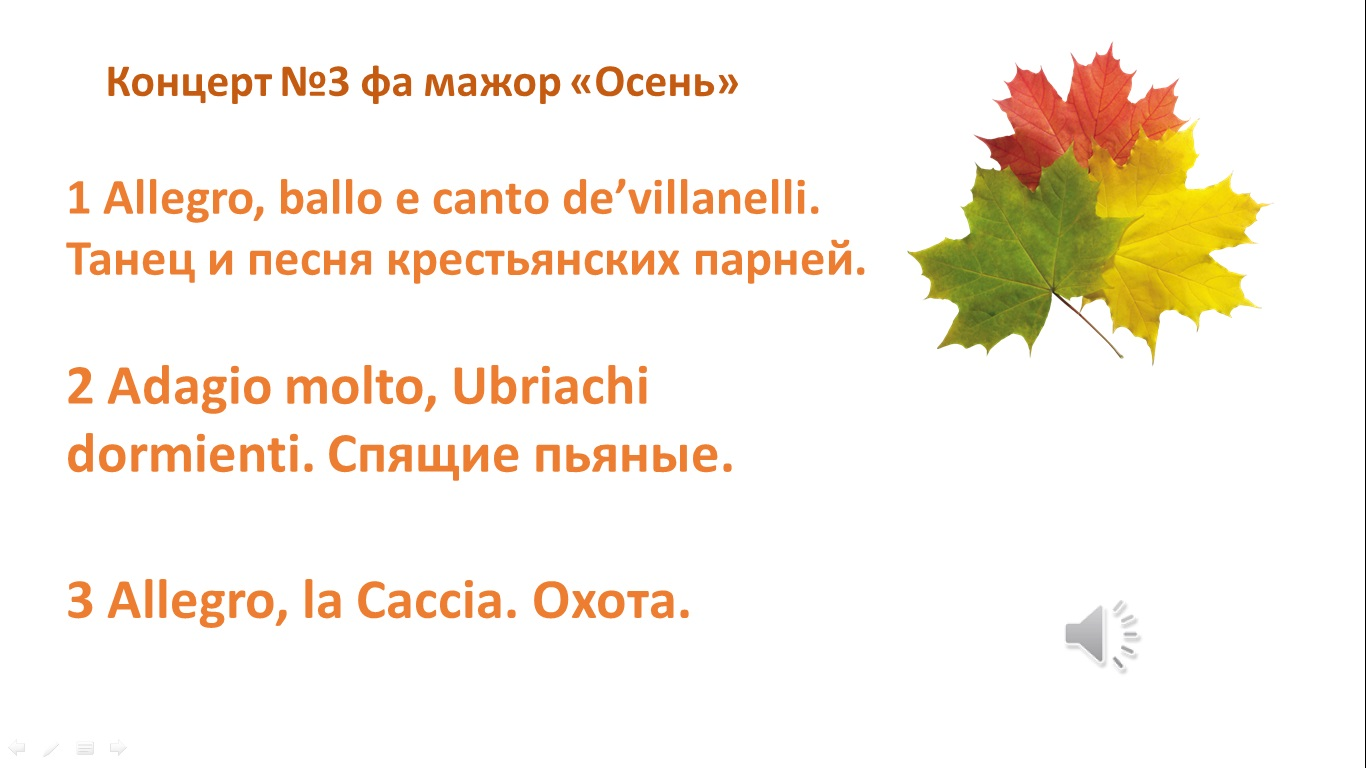 Концерт №3 фа мажор «Осень»
1 Allegro, ballo e canto de’villanelli.
Танец и песня крестьянских парней.
2 Adagio molto, Ubriachi
dormienti. Спящие пьяные.
3 Allegro, la Caccia. Охота.